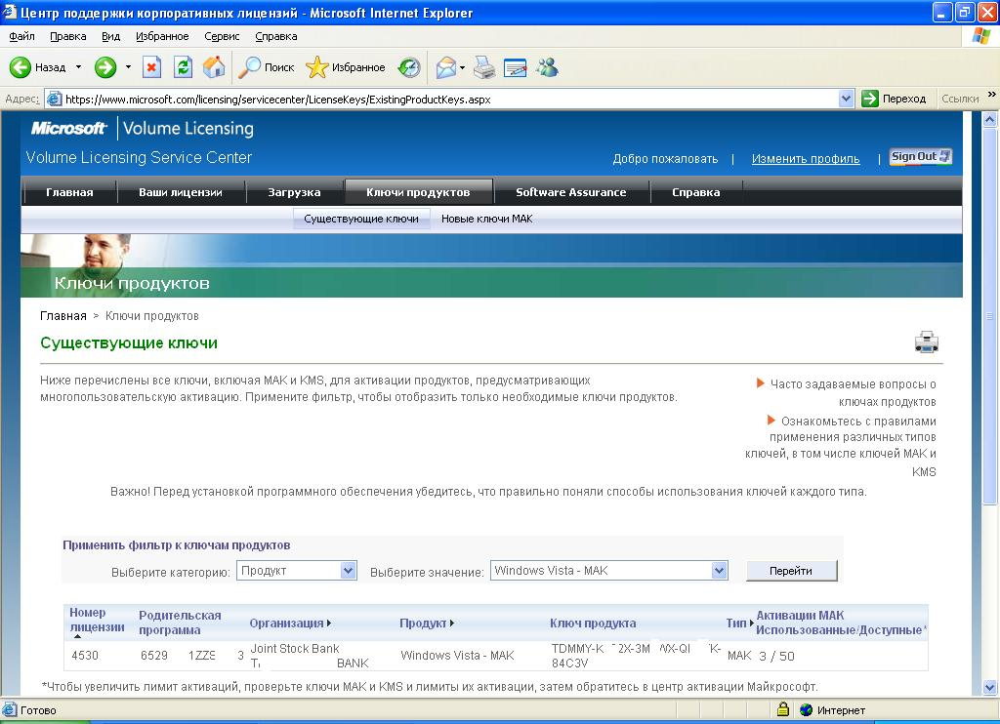 Центр поддержки корпоративных лицензий - Microsoft Internet Explorer
Файл Правка Вид Избранное Сервис Справка
Назад Поиск Избранное
Адрес: https://www.microsoft.com/licensing/servicecenter/LicenseKeys/ExistingProductKeys.aspx Переход Ссылки »
Microsoft Volume Licensing
Volume Licensing Service Center
Добро пожаловать | Изменить профиль | Sign Out
Главная Ваши лицензии Загрузка Ключи продуктов Software Assurance Справка
Существующие ключи Новые ключи MAK
Ключи продуктов
Главная > Ключи продуктов
Существующие ключи
Ниже перечислены все ключи, включая MAK и KMS, для активации продуктов, предусматривающих
многопользовательскую активацию. Примените фильтр, чтобы отобразить только необходимые ключи продуктов.
Часто задаваемые вопросы о
ключах продуктов
Ознакомьтесь с правилами
применения различных типов
ключей, в том числе ключей MAK и
KMS
Важно! Перед установкой программного обеспечения убедитесь, что правильно поняли способы использования ключей каждого типа.
Применить фильтр к ключам продуктов
Выберите категорию: Продукт Выберите значение: Windows Vista - MAK Перейти
Номер
лицензии
Родительская
программа
Организация
Продукт
Ключ продукта
Тип
Активации MAK
Использованные/Доступные*
4530
6529 1ZZS 3
Joint Stock Bank
BANK
Windows Vista - MAK
TDMMY-K 2X-3M WX-QI K-
84C3V
MAK
3 / 50
*Чтобы увеличить лимит активаций, проверьте ключи MAK и KMS и лимиты их активации, затем обратитесь в центр активации Майкрософт.
Готово Интернет